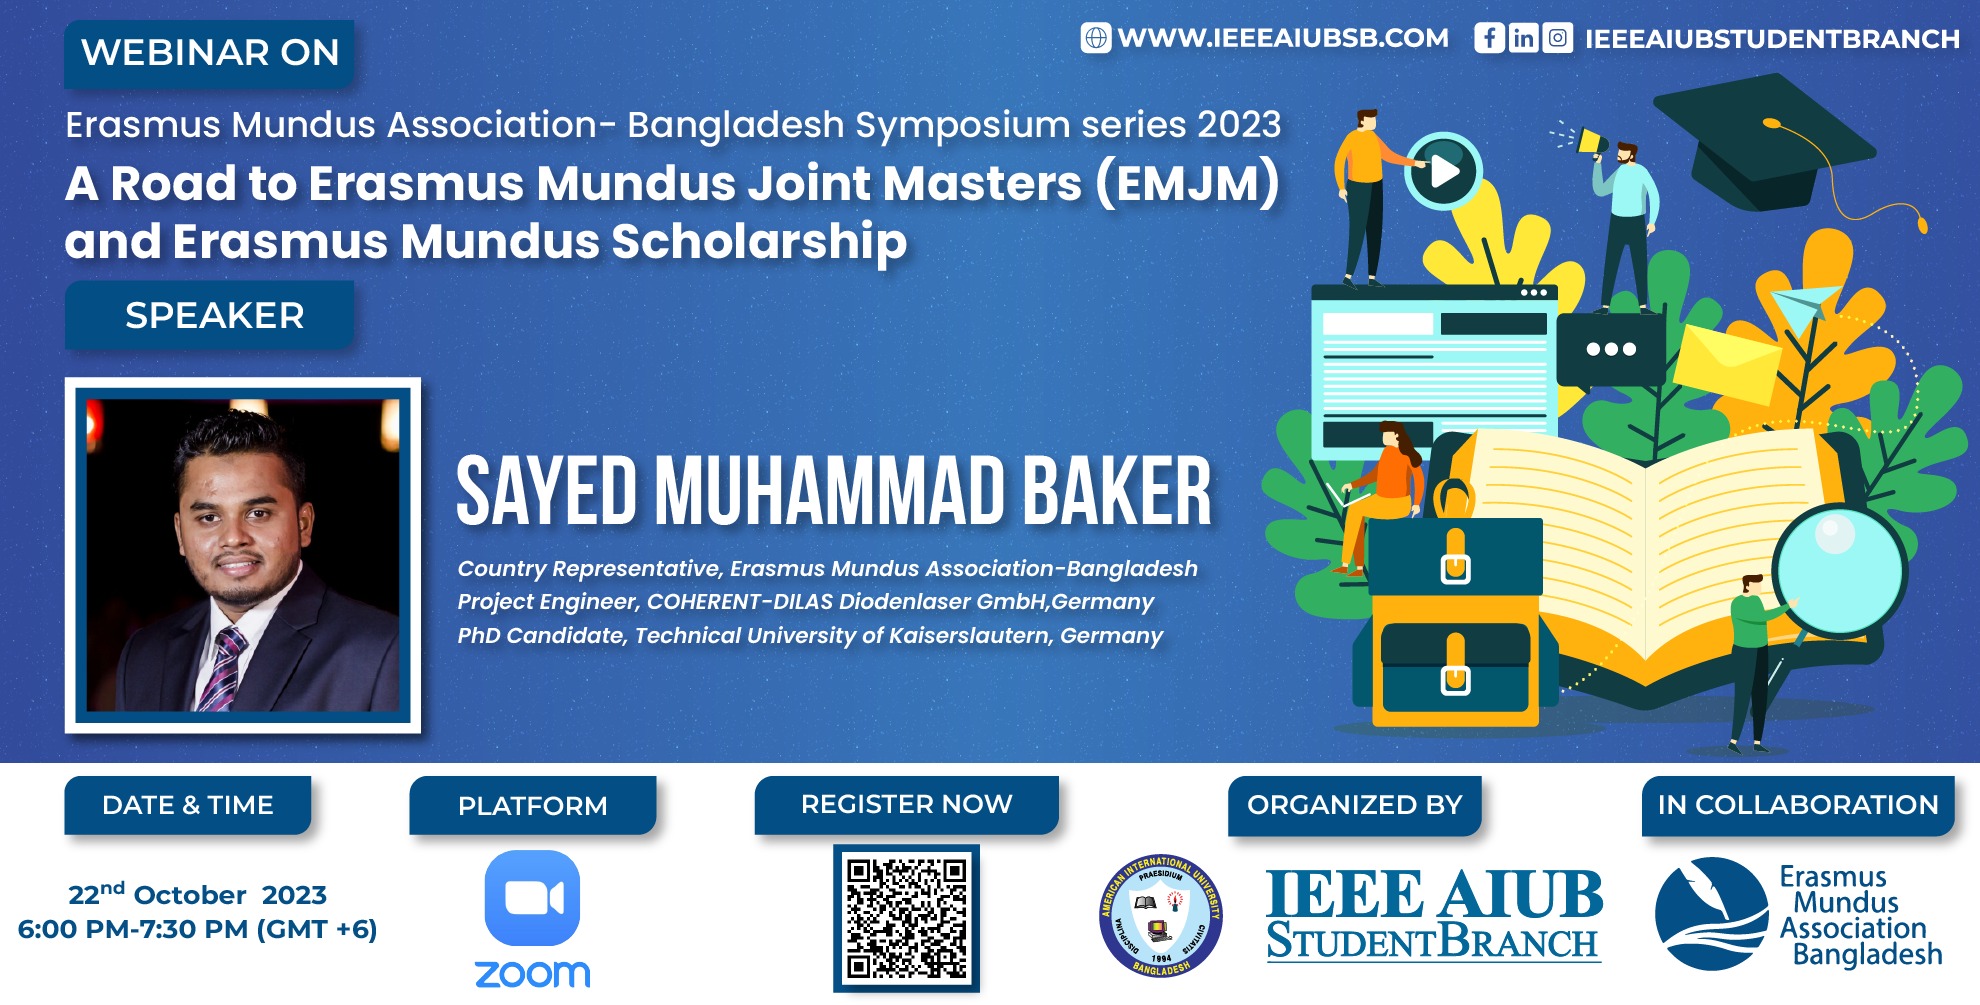 WEBINAR ON
WWW.IEEEAIUBSB.COM
IEEEAIUBSTUDENTBRANCH
Erasmus Mundus Association- Bangladesh Symposium series 2023
A Road to Erasmus Mundus Joint Masters (EMJM)
and Erasmus Mundus Scholarship
SPEAKER
SAYED MUHAMMAD BAKER
Country Representative, Erasmus Mundus Association-Bangladesh
Project Engineer, COHERENT-DILAS Diodenlaser GmbH,Germany
PhD Candidate, Technical University of Kaiserslautern, Germany
DATE & TIME
22nd October 2023
6:00 PM-7:30 PM (GMT +6)
PLATFORM
zoom
REGISTER NOW
ORGANIZED BY
AMERICAN INTERNATIONAL UNIVERSITY
PRAESIDIUM
DISCIPLINA
CIVITATIS
1994
BANGLADESH
IEEE AIUB
STUDENTBRANCH
IN COLLABORATION
Erasmus
Mundus
Association
Bangladesh